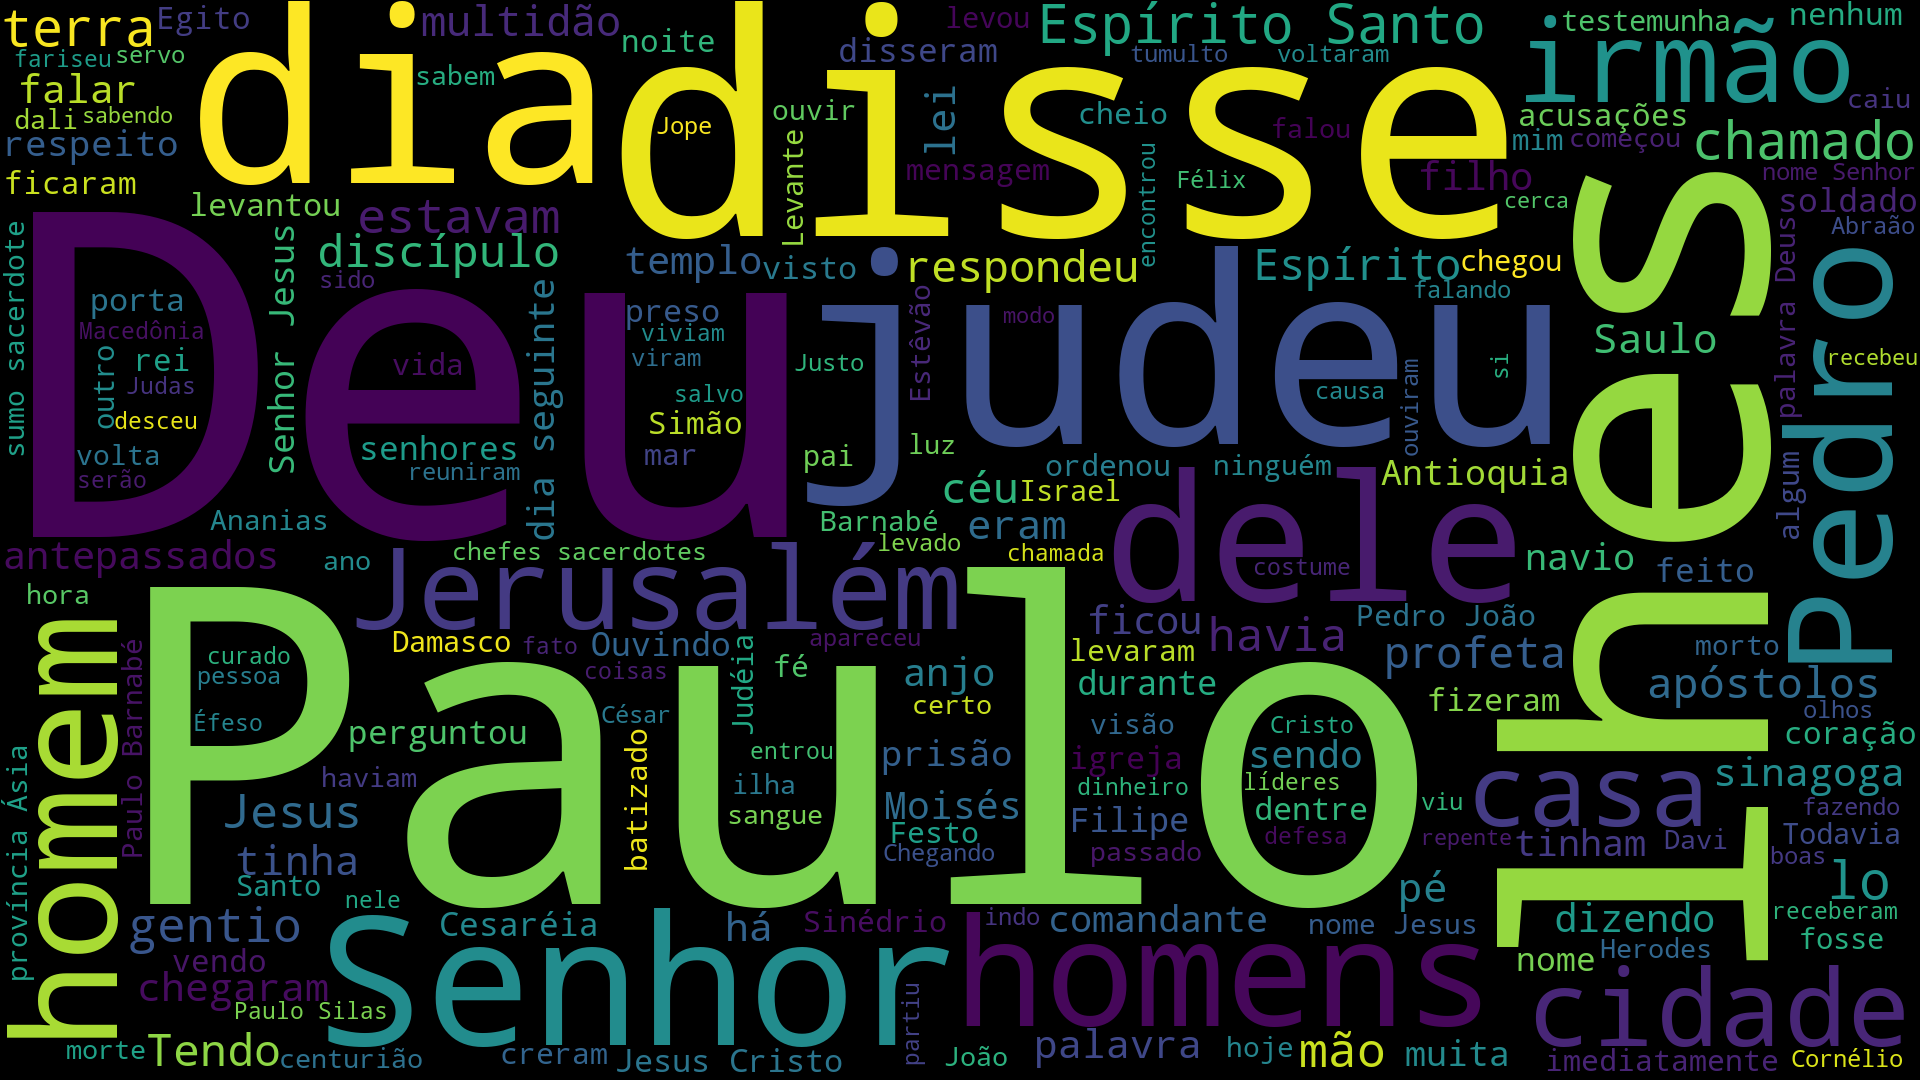 terra
Egito
dia
multidão
noite
disse
disseram
levou
Espírito Santo
tumulto
voltaram
irmão
testemunha
nenhum
fariseu
servo
falar
sabem
dali
sabendo
respeito
ficaram
Jope
ouvir
Levante
lei
cheio
mensagem
encontrou
falou
Félix
acusações
mim
começou
caiu
chamado
filho
cerca
nome Senhor
soldado
Abraão
levantou
estavam
discípulo
sido
Senhor Jesus
sumo sacerdote
Deu
templo
visto
respondeu
Espírito
chegou
falando
judeu
lhes
Pedro
palavra Deus
Saulo
recebeu
porta
Macedônia
rei
outro
Judas
desceu
volta
serão
vida
dia seguinte
preso
viviam
viram
Justo
Estêvão
modo
salvo
Simão
mar
pai
luz
causa
si
ouviram
senhores
reuniram
Ananias
ordenou
ninguém
Antioquia
algum
céu
Israel
eram
Barnabé
levado
chamada
dele
costume
navio
feito
antepassados
ano
chefes sacerdotes
Jerusalém
hora
homem
Paulo
Paulo Barnabé
província Ásia
curado
pessoa
Éfeso
Damasco
fato
Ouvindo
coisas
Judéia
fé
apareceu
anjo
certo
ficou
havia
levaram
durante
Pedro João
profeta
morto
apóstolos
fizeram
olhos
coração
perguntou
César
haviam
batizado
entrou
ilha
sangue
prisão
visão
igreja
dinheiro
Cristo
sendo
líderes
dentre
defesa
viu
repente
casa
sinagoga
fazendo
Jesus
tinha
Santo
nele
Moisés
Festo
Chegando
Filipe
passado
tinham
Davi
Todavia
boas
lo
pé
gentio
vendo
chegaram
Paulo Silas
Senhor
Cesaréia
há
Sinédrio
indo
comandante
nome Jesus
dizendo
receberam
fosse
Herodes
nome
homens
cidade
morte
Tendo
centurião
creram
Jesus Cristo
partiu
João
palavra
hoje
mão
muita
imediatamente
Cornélio